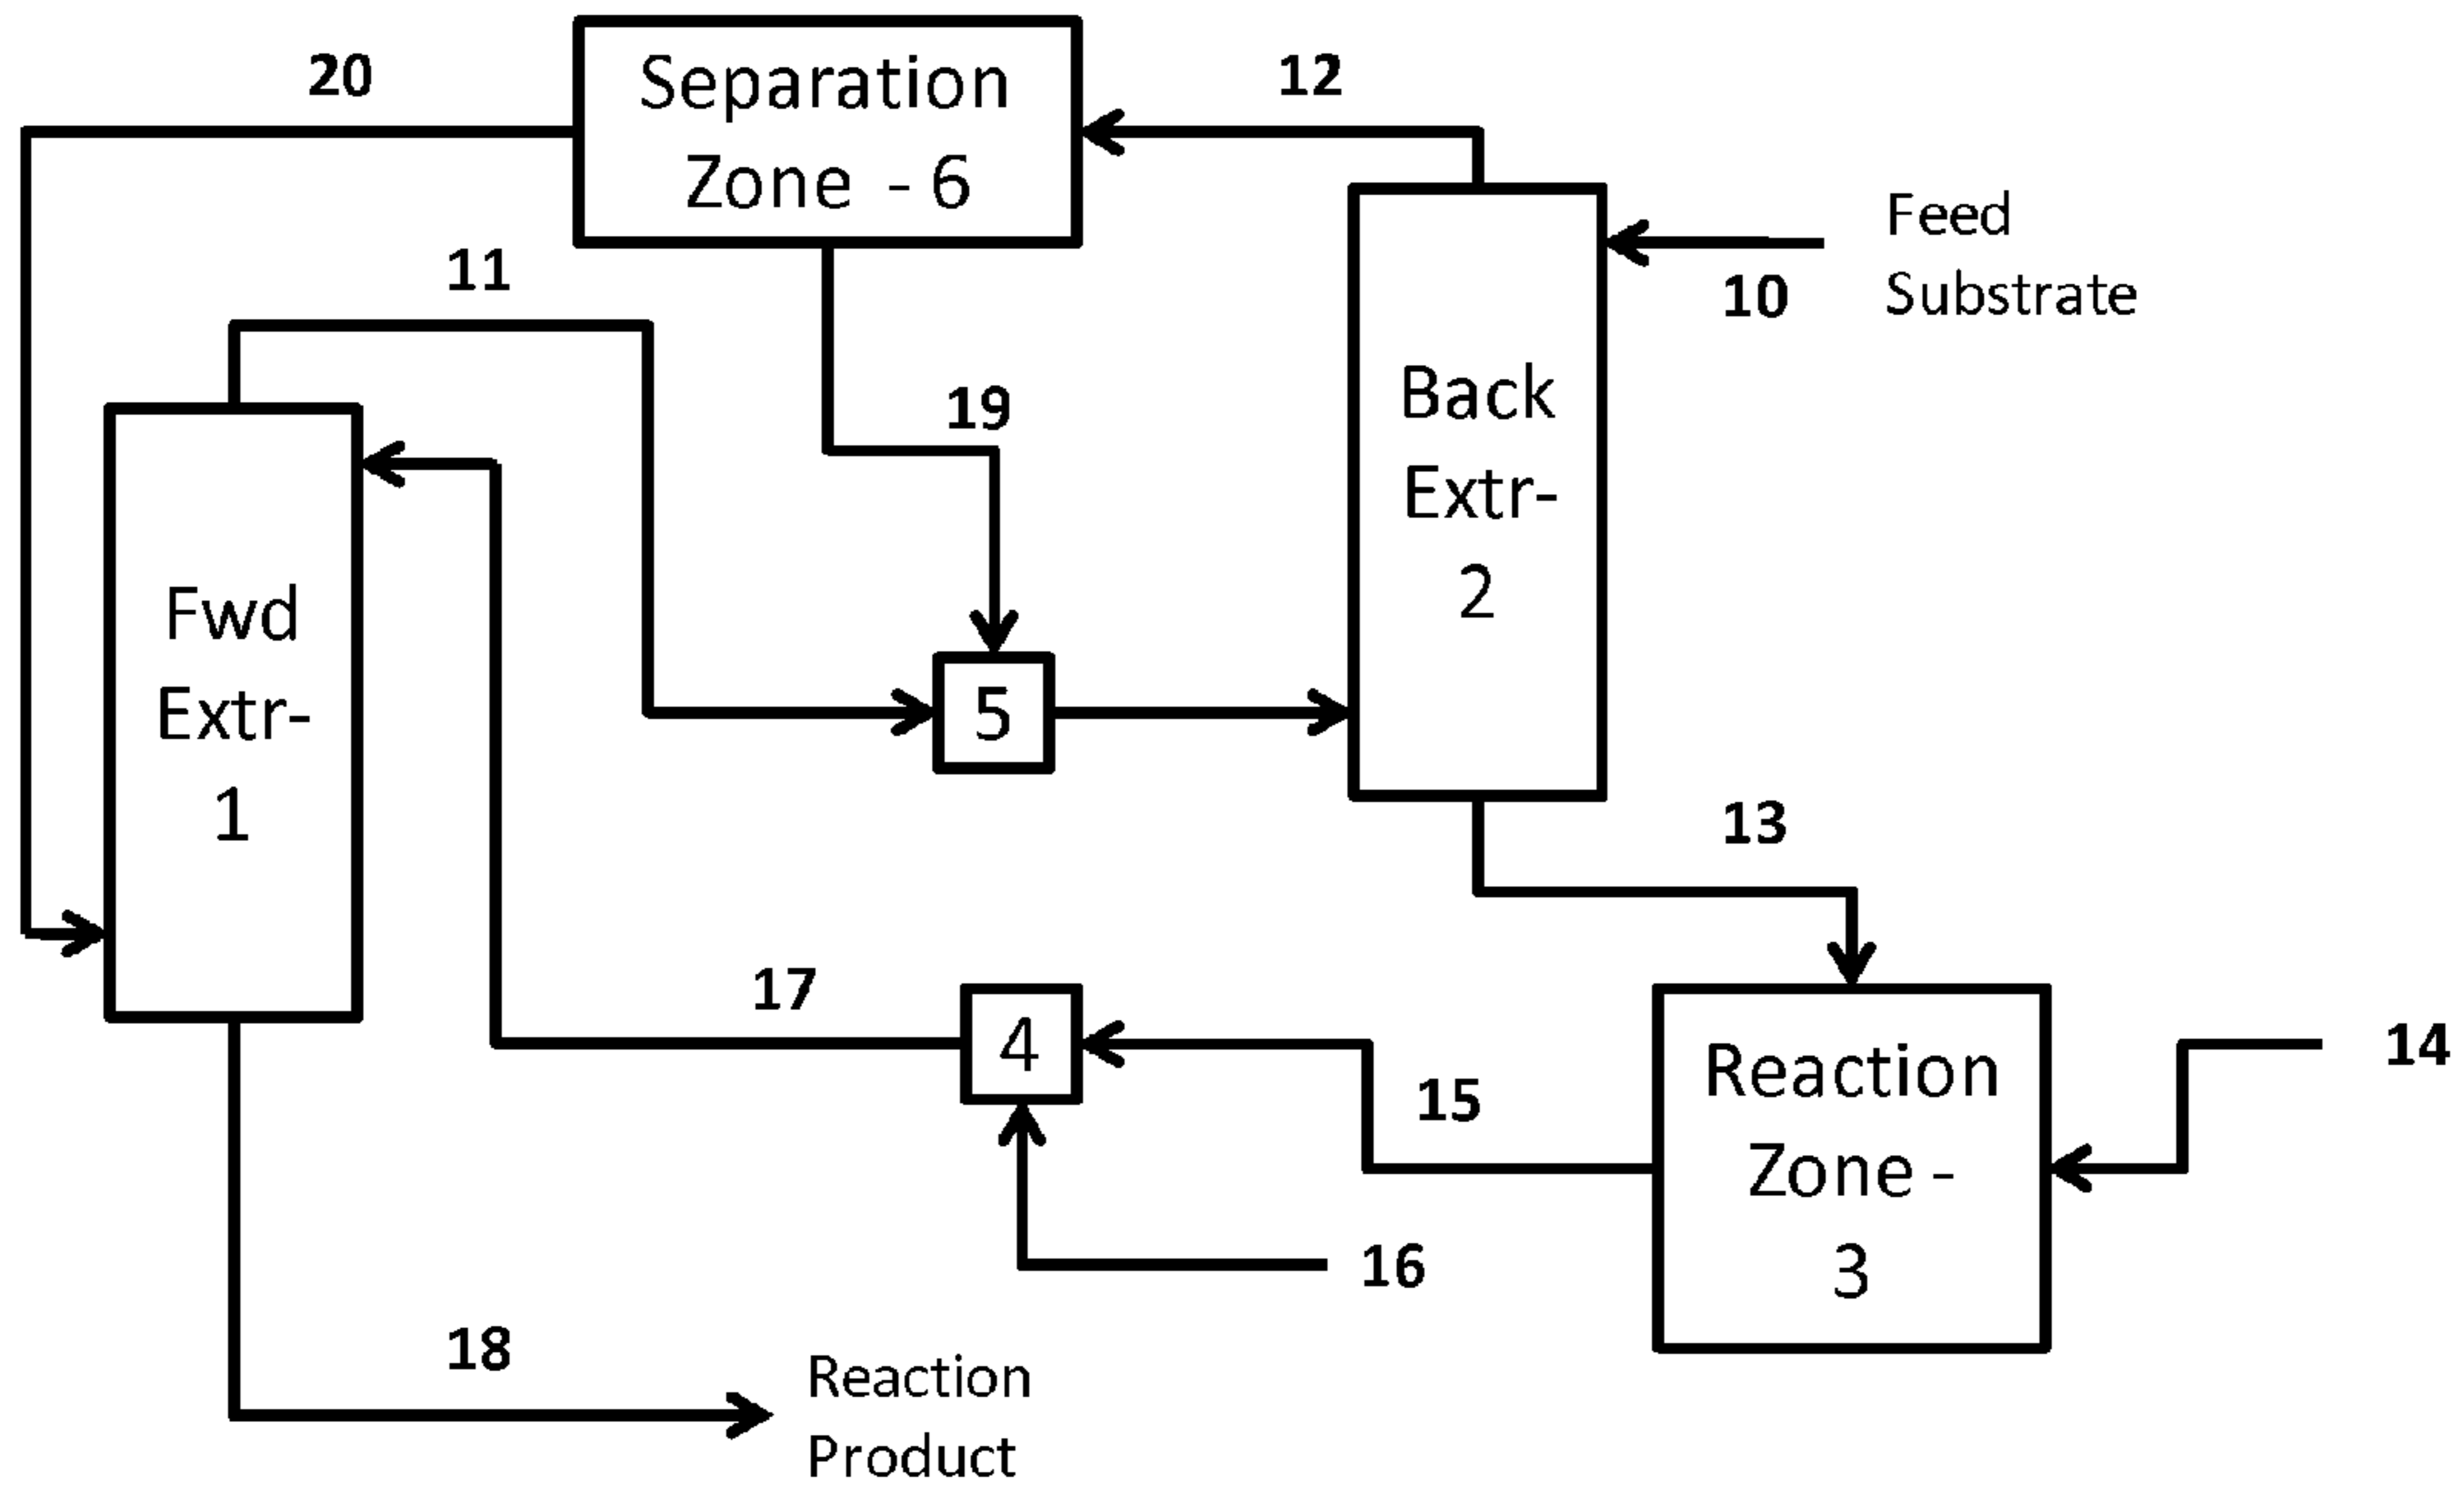 20
Separation
Zone - 6
12
Feed
Substrate
10
11
19
Back
Extr-
2
Fwd
Extr-
1
5
13
17
4
15
Reaction
Zone -
3
14
16
18
Reaction
Product